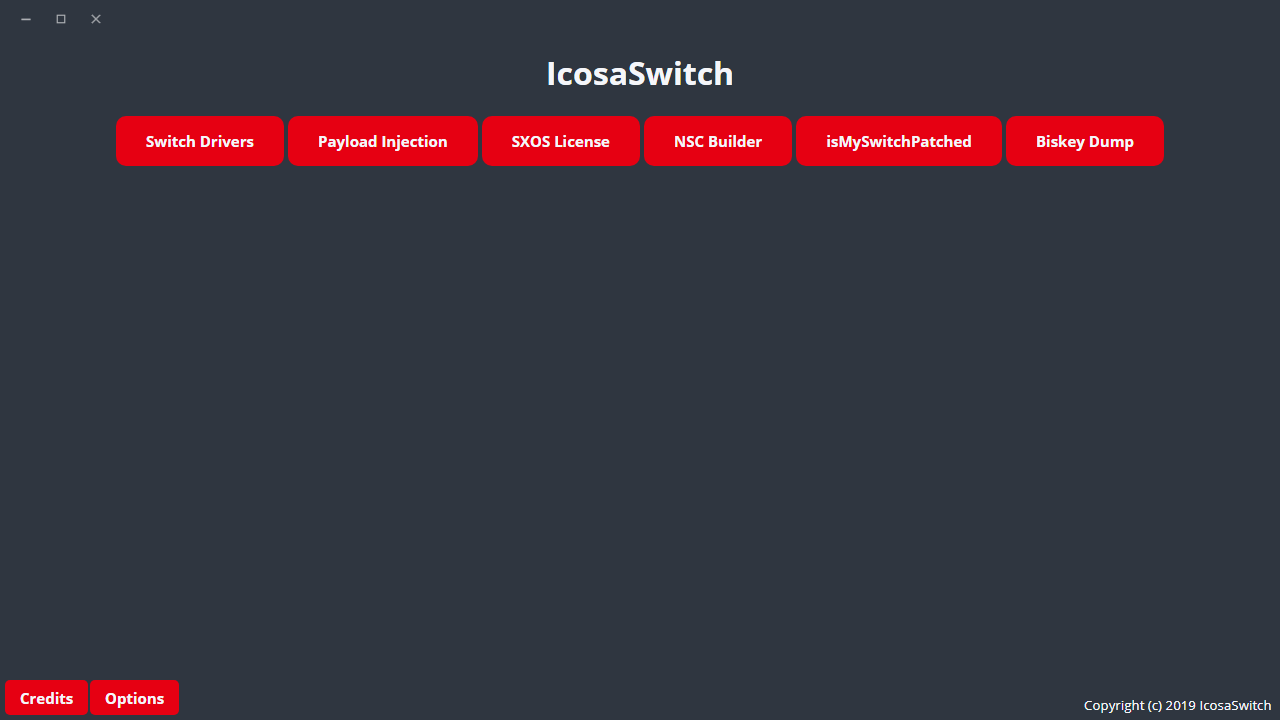 IcosaSwitch
Switch Drivers Payload Injection SXOS License NSC Builder isMySwitchPatched Biskey Dump
Credits Options
Copyright (c) 2019 IcosaSwitch